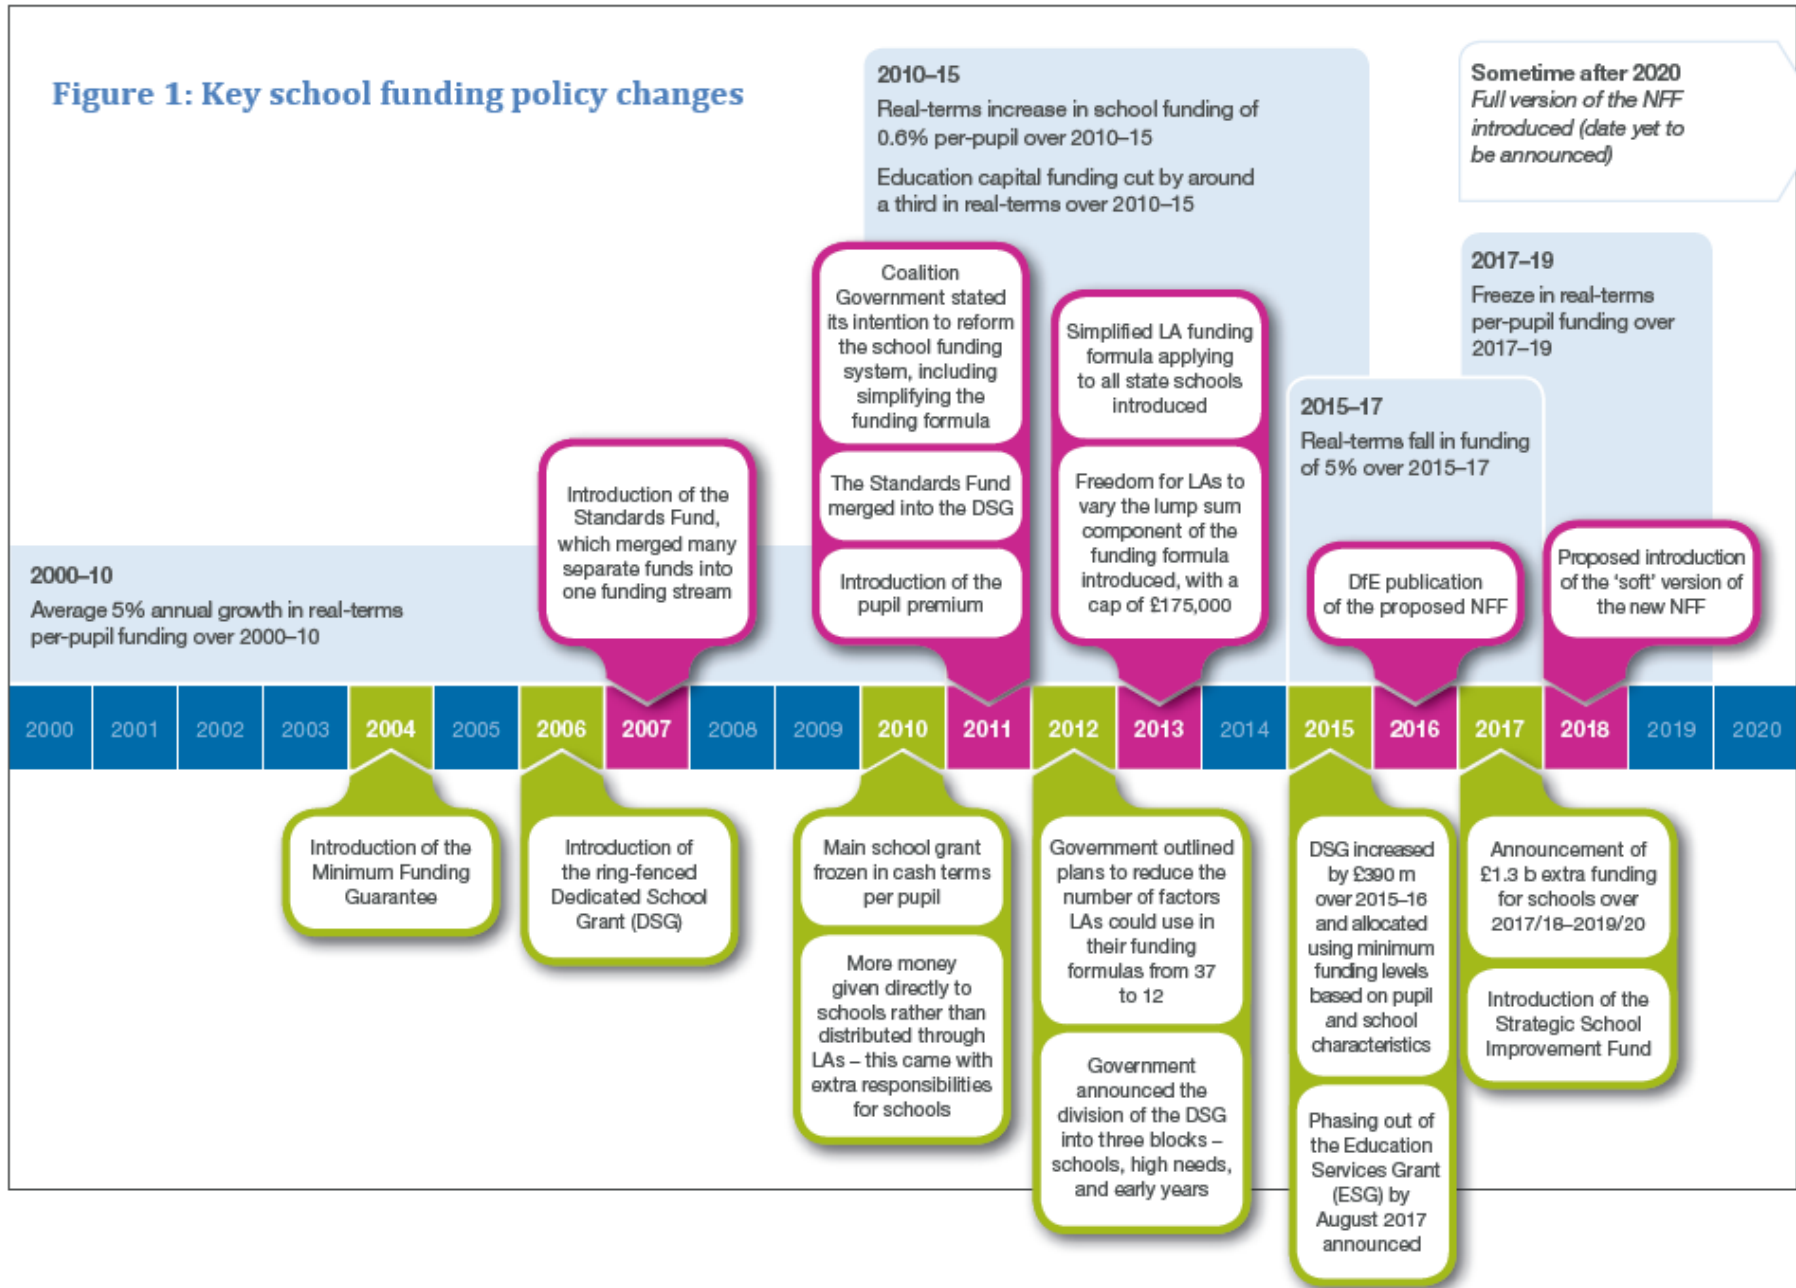 Figure 1: Key school funding policy changes
2010–15
Real-terms increase in school funding of
0.6% per-pupil over 2010–15
Education capital funding cut by around
a third in real-terms over 2010–15
Sometime after 2020
Full version of the NFF
introduced (date yet to
be announced)
2017–19
Freeze in real-terms
per-pupil funding over
2017–19
2015–17
Real-terms fall in funding
of 5% over 2015–17
2000–10
Average 5% annual growth in real-terms
per-pupil funding over 2000–10
Introduction of the
Standards Fund,
which merged many
separate funds into
one funding stream
Coalition
Government stated
its intention to reform
the school funding
system, including
simplifying the
funding formula
The Standards Fund
merged into the DSG
Introduction of the
pupil premium
Simplified LA funding
formula applying
to all state schools
introduced
Freedom for LAs to
vary the lump sum
component of the
funding formula
introduced, with a
cap of £175,000
DfE publication
of the proposed NFF
Proposed introduction
of the ‘soft’ version of
the new NFF
2000 2001 2002 2003 2004 2005 2006 2007 2008 2009 2010 2011 2012 2013 2014 2015 2016 2017 2018 2019 2020
Introduction of the
Minimum Funding
Guarantee
Introduction of
the ring-fenced
Dedicated School
Grant (DSG)
Main school grant
frozen in cash terms
per pupil
More money
given directly to
schools rather than
distributed through
LAs – this came with
extra responsibilities
for schools
Government outlined
plans to reduce the
number of factors
LAs could use in
their funding
formulas from 37
to 12
Government
announced the
division of the DSG
into three blocks –
schools, high needs,
and early years
DSG increased
by £390 m
over 2015–16
and allocated
using minimum
funding levels
based on pupil
and school
characteristics
Phasing out of
the Education
Services Grant
(ESG) by
August 2017
announced
Announcement of
£1.3 b extra funding
for schools over
2017/18–2019/20
Introduction of the
Strategic School
Improvement Fund